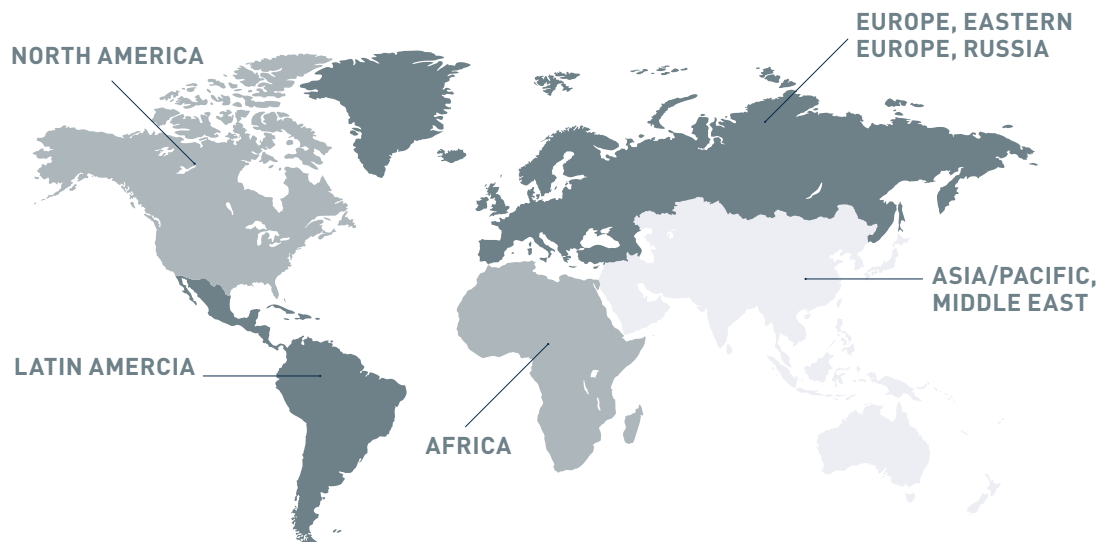 EUROPE, EASTERN
EUROPE, RUSSIA
NORTH AMERICA
ASIA/PACIFIC,
MIDDLE EAST
LATIN AMERCIA
AFRICA